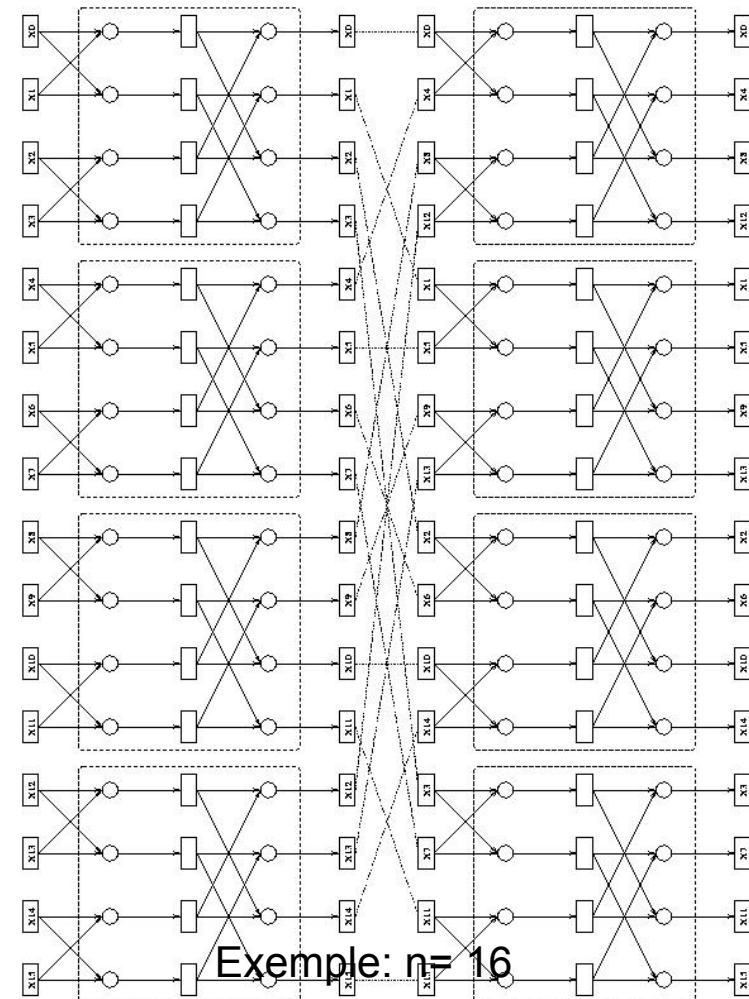 X0 X0 X0 X0
X1 X1 X4 X4
X2 X2 X8 X8
X3 X3 X12 X12
X4 X4 X1 X1
X5 X5 X5 X5
X6 X6 X9 X9
X7 X7 X13 X13
X8 X8 X2 X2
X9 X9 X6 X6
X10 X10 X10 X10
X11 X11 X14 X14
X12 X12 X3 X3
X13 X13 X7 X7
X14 X14 X11 X11
X15 X15 X15 X15
Exemple: n= 16